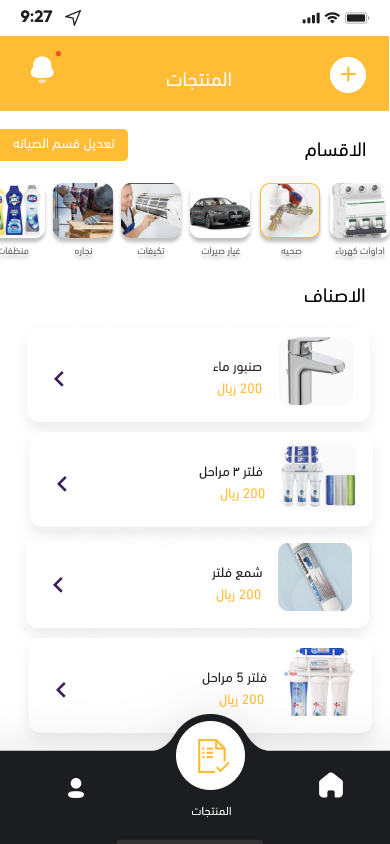 9:27
المنتجات
الاقسام
تعديل قسم الصيانه
اداوات كهرباء
صحيه
غيار صيرات
تكيفات
نجاره
منظفات
الاصناف
صنبور ماء
200 ريال
فلتر ٣ مراحل
200 ريال
شمع فلتر
200 ريال
فلتر 5 مراحل
200 ريال
المنتجات